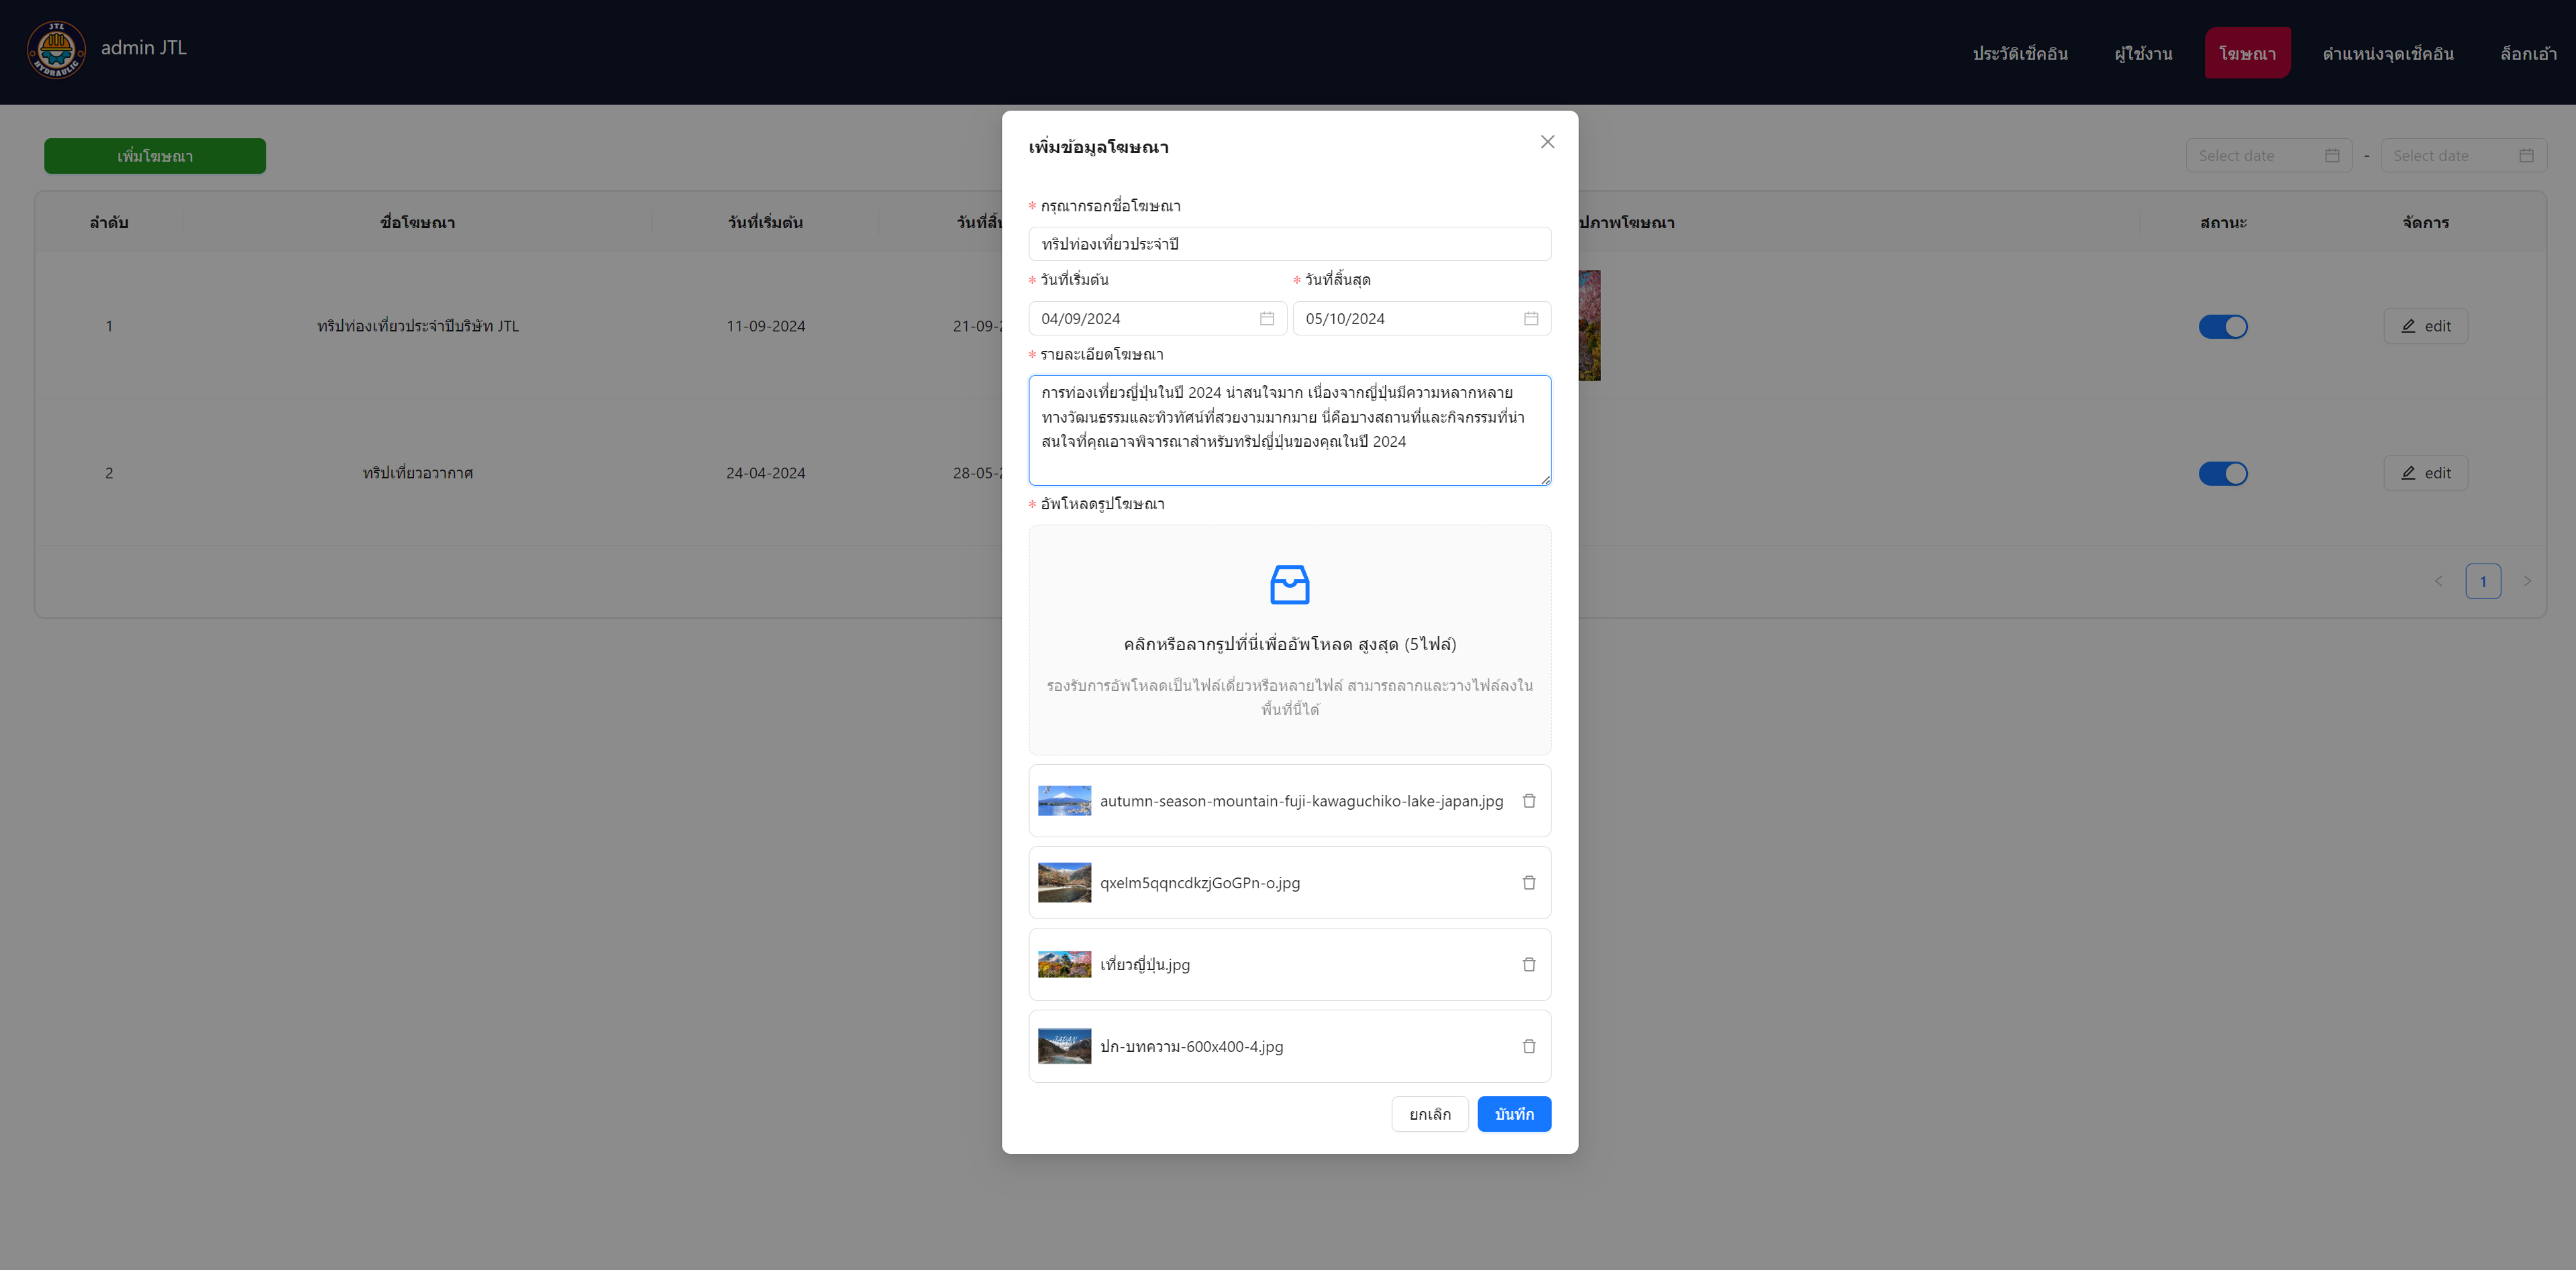 JTL
HYDRAULIC
admin JTL
ประวัติเช็คอิน
ผู้ใช้งาน
โฆษณา
ตำแหน่งจุดเช็คอิน
ล็อกเอ้า
เพิ่มโฆษณา
Select date
-
Select date
ลำดับ
ชื่อโฆษณา
วันที่เริ่มต้น
วันที่สิ้น
ปภาพโฆษณา
สถานะ
จัดการ
1
ทริปท่องเที่ยวประจำปีบริษัท JTL
11-09-2024
21-09-2
edit
2
ทริปเที่ยวอวากาศ
24-04-2024
28-05-2
edit
1
เพิ่มข้อมูลโฆษณา
* กรุณากรอกชื่อโฆษณา
ทริปท่องเที่ยวประจำปี
* วันที่เริ่มต้น
* วันที่สิ้นสุด
04/09/2024
05/10/2024
* รายละเอียดโฆษณา
การท่องเที่ยวญี่ปุ่นในปี 2024 น่าสนใจมาก เนื่องจากญี่ปุ่นมีความหลากหลาย
ทางวัฒนธรรมและทิวทัศน์ที่สวยงามมากมาย นี่คือบางสถานที่และกิจกรรมที่น่า
สนใจที่คุณอาจพิจารณาสำหรับทริปญี่ปุ่นของคุณในปี 2024
* อัพโหลดรูปโฆษณา
คลิกหรือลากรูปที่นี่เพื่ออัพโหลด สูงสุด (5ไฟล์)
รองรับการอัพโหลดเป็นไฟล์เดี่ยวหรือหลายไฟล์ สามารถลากและวางไฟล์ลงใน
พื้นที่นี้ได้
autumn-season-mountain-fuji-kawaguchiko-lake-japan.jpg
qxelm5qqncdkzjGoGPn-o.jpg
เที่ยวญี่ปุ่น.jpg
JAPAN
ปก-บทความ-600x400-4.jpg
ยกเลิก
บันทึก